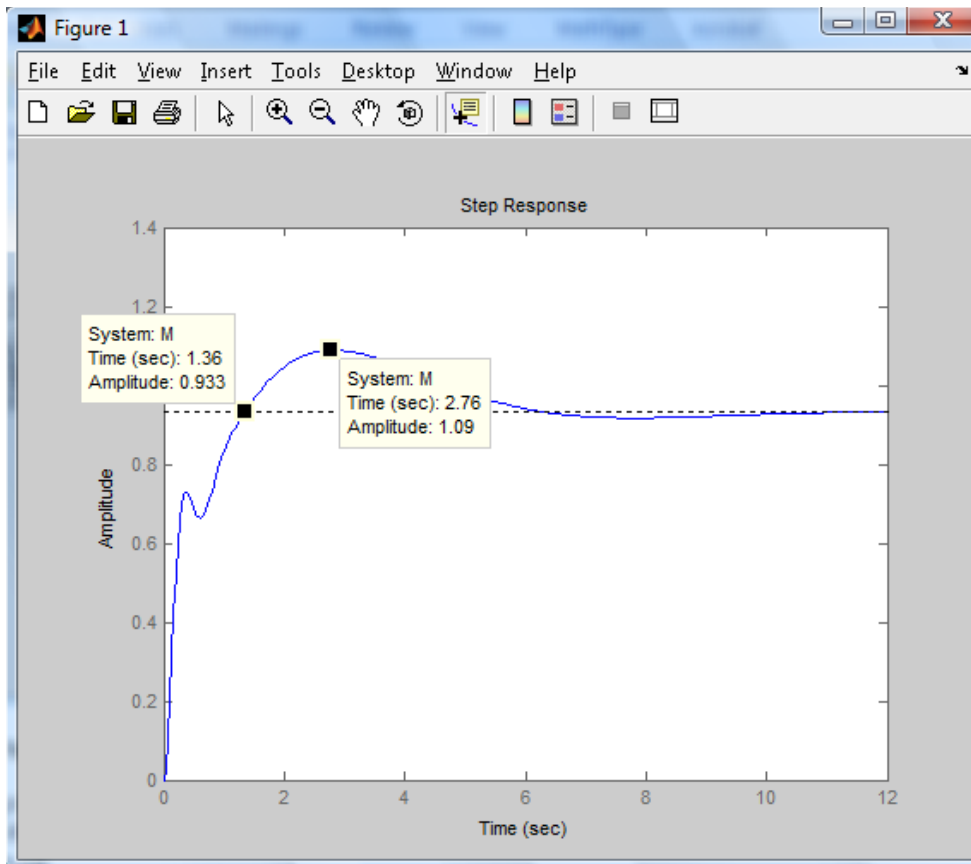 Figure 1
File Edit View Insert Tools Desktop Window Help
Step Response
1.4
1.2
System: M
Time (sec): 1.36
Amplitude: 0.933
System: M
Time (sec): 2.76
Amplitude: 1.09
0.8
0.6
0.4
0.2
0
Amplitude
0 2 4 6 8 10 12
Time (sec)